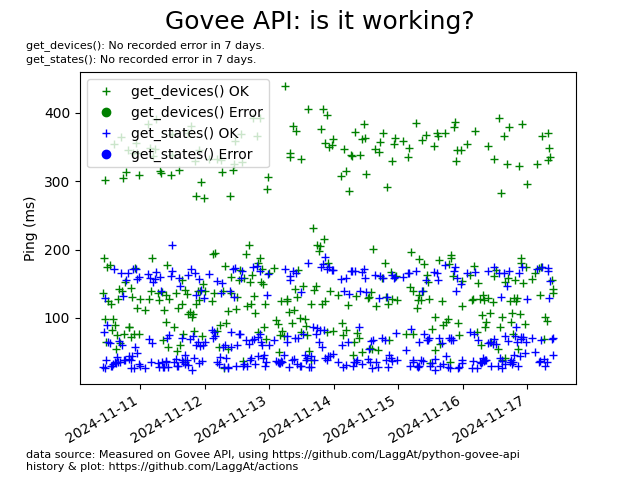 Govee API: is it working?
get_devices(): No recorded error in 7 days.
get_states(): No recorded error in 7 days.
get_devices() OK
get_devices() Error
get_states() OK
get_states() Error
Ping (ms)
400
300
200
100
2024-11-11
2024-11-12
2024-11-13
2024-11-14
2024-11-15
2024-11-16
2024-11-17
data source: Measured on Govee API, using https://github.com/LaggAt/python-govee-api
history & plot: https://github.com/LaggAt/actions